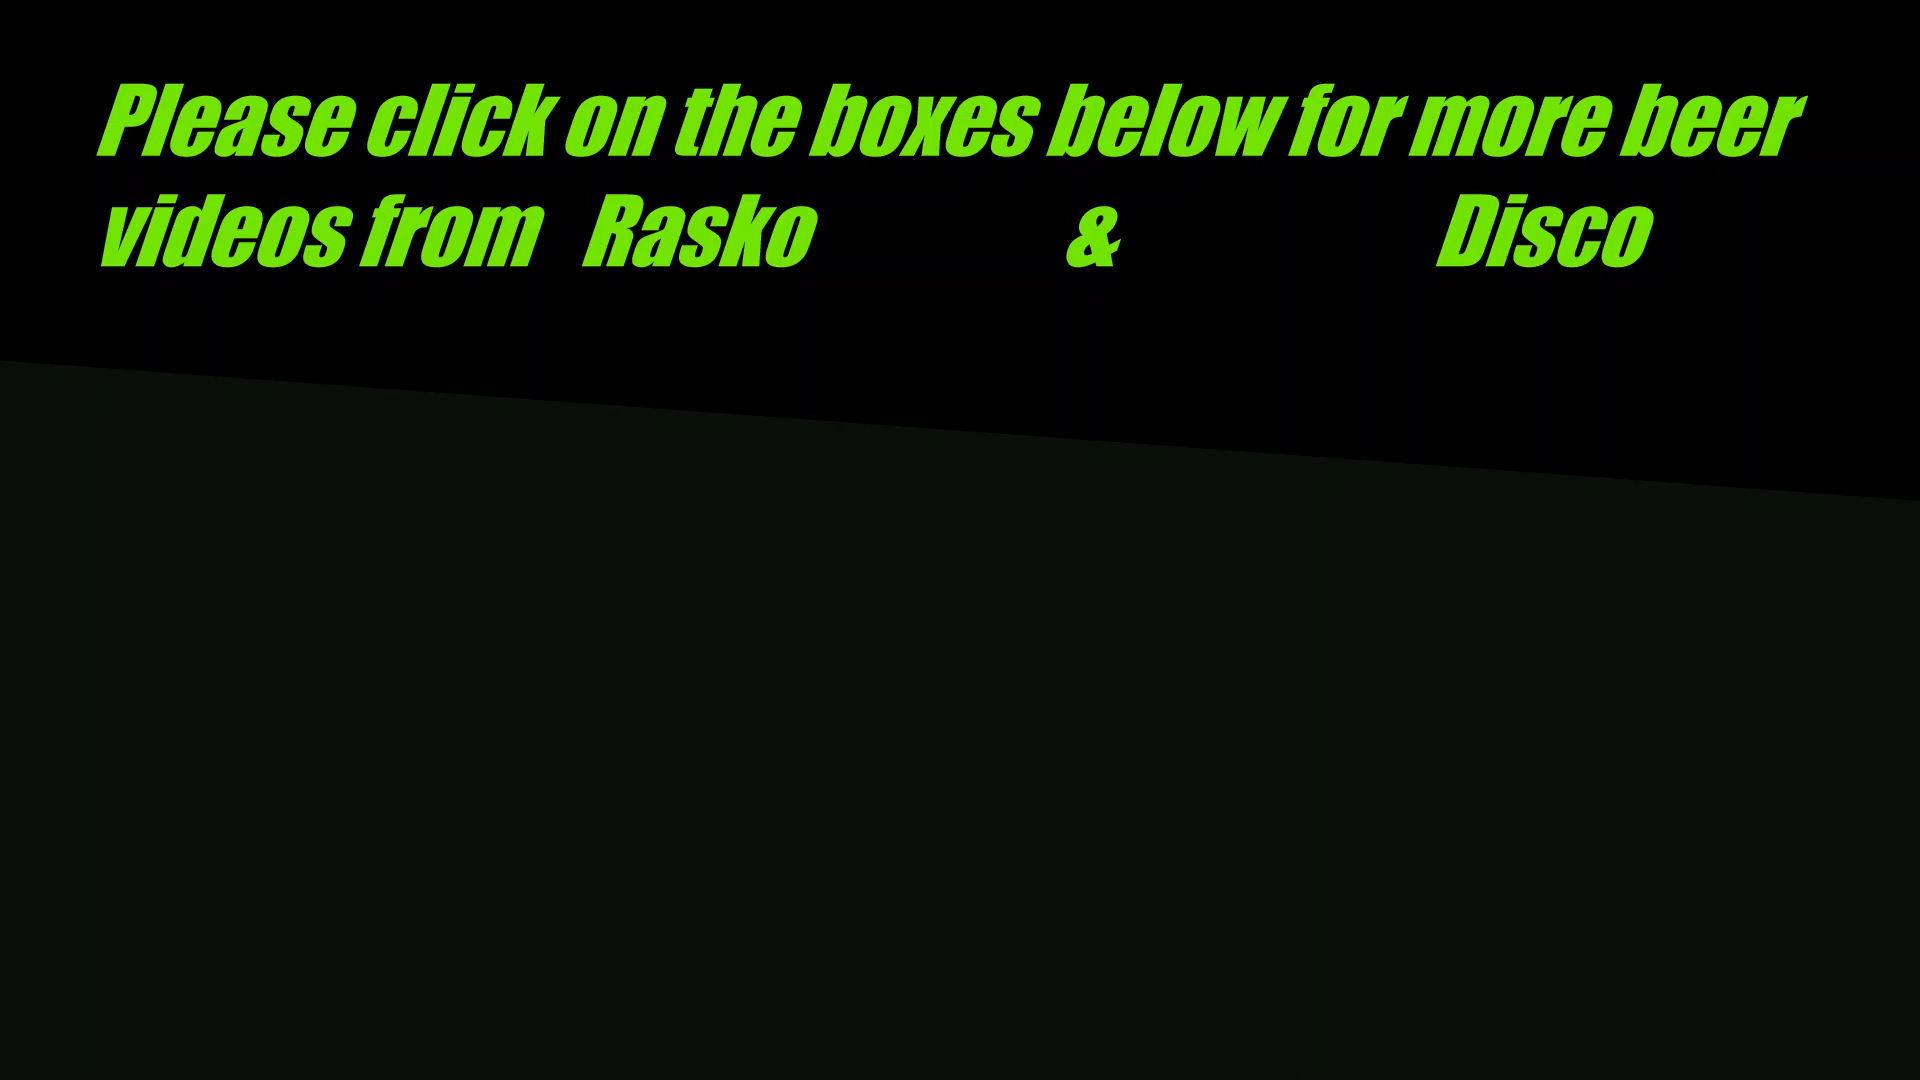 Please click on the boxes below for more beer
videos from Rasko & Disco